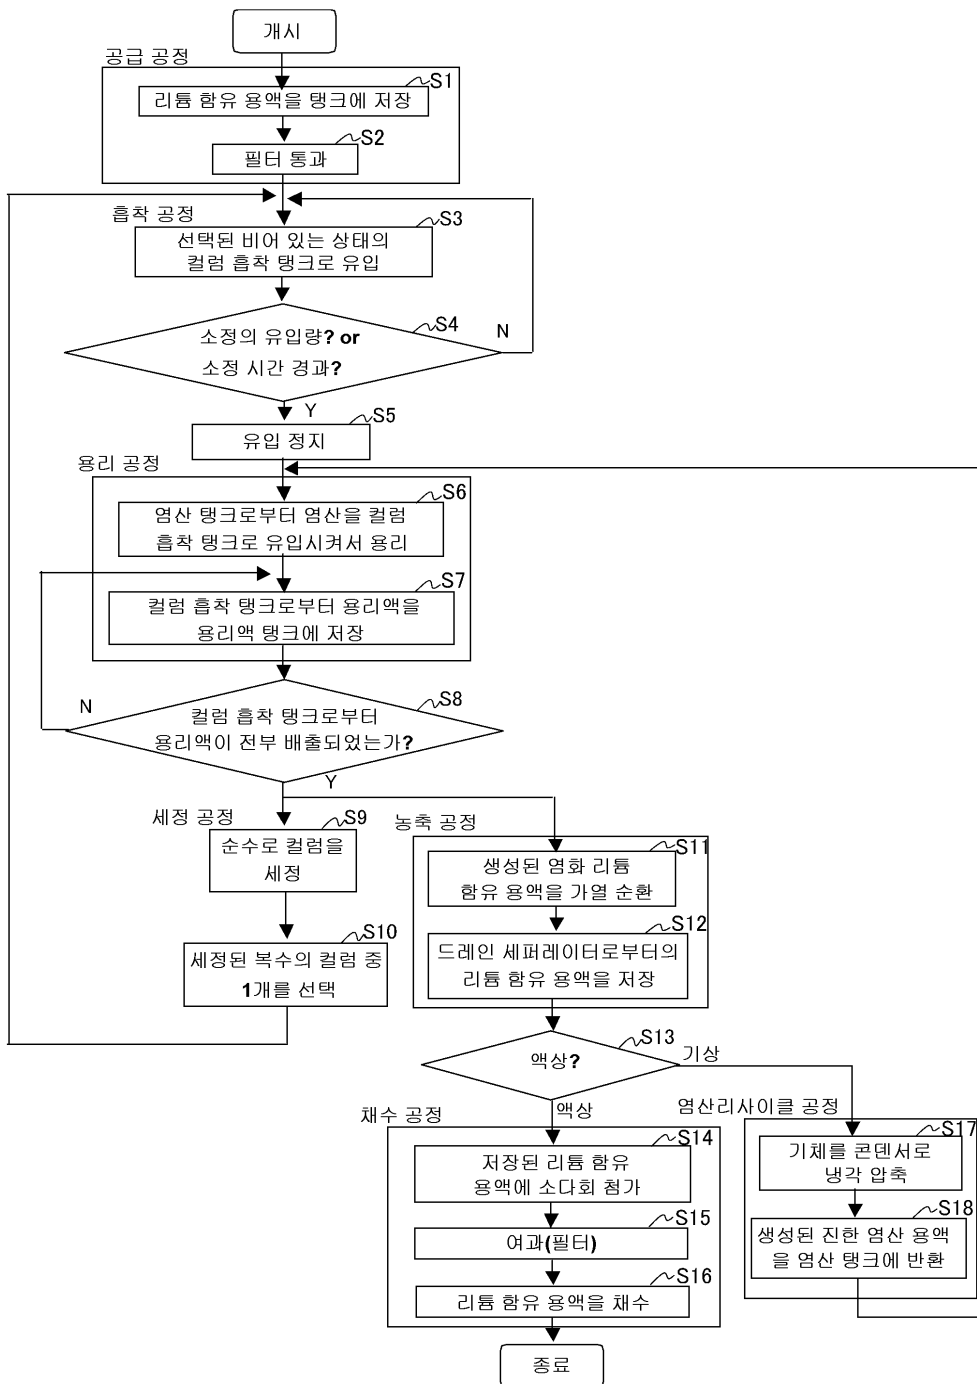 개시
공급 공정
S1
리튬 함유 용액을 탱크에 저장
S2
필터 통과
흡착 공정
S3
선택된 비어 있는 상태의
컬럼 흡착 탱크로 유입
S4
소정의 유입량? or
소정 시간 경과?
N
Y
S5
유입 정지
용리 공정
S6
염산 탱크로부터 염산을 컬럼
흡착 탱크로 유입시켜서 용리
S7
컬럼 흡착 탱크로부터 용리액을
용리액 탱크에 저장
S8
N
컬럼 흡착 탱크로부터
용리액이 전부 배출되었는가?
Y
세정 공정
S9
순수로 컬럼을
세정
S10
세정된 복수의 컬럼 중
1개를 선택
농축 공정
S11
생성된 염화 리튬
함유 용액을 가열 순환
S12
드레인 세퍼레이터로부터의
리튬 함유 용액을 저장
S13
액상?
기상
액상
채수 공정
S14
저장된 리튬 함유
용액에 소다회 첨가
S15
여과(필터)
S16
리튬 함유 용액을 채수
종료
염산리사이클 공정
S17
기체를 콘덴서로
냉각 압축
S18
생성된 진한 염산 용액
을 염산 탱크에 반환